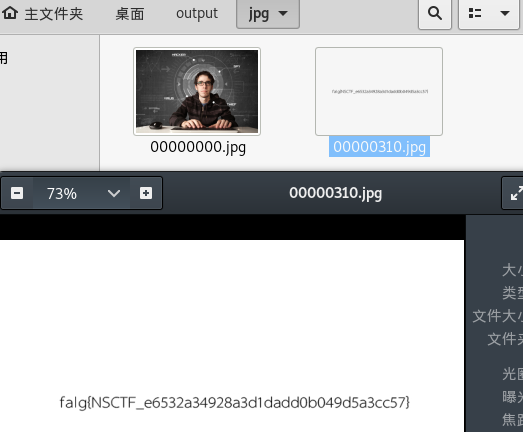 主文件夹 桌面 output jpg
用
00000000.jpg 00000310.jpg
73% 00000310.jpg
大小
类型
文件大小
文件夹
光圈
曝光
焦距
falg{NSCTF_e6532a34928a3d1dadd0b049d5a3cc57}